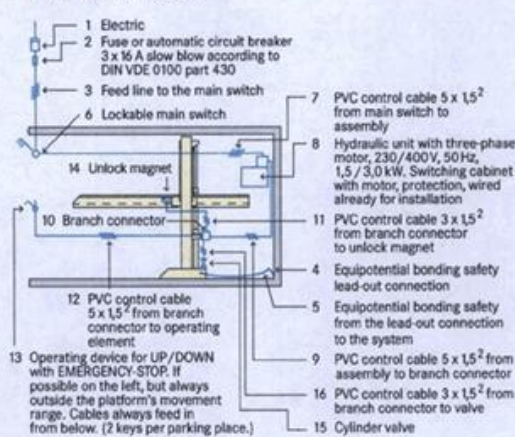 1 Electric
2 Fuse or automatic circuit breaker
3 x 16 A slow blow according to
DIN VDE 0100 part 430
3 Feed line to the main switch
6 Lockable main switch
14 Unlock magnet
10 Branch connector
12 PVC control cable
5 x 1,5² from branch
connector to operating
element
13 Operating device for UP/DOWN
with EMERGENCY-STOP. If
possible on the left, but always
outside the platform's movement
range. Cables always feed in
from below. (2 keys per parking place.)
7 PVC control cable 5 x 1,5²
from main switch to
assembly
8 Hydraulic unit with three-phase
motor, 230/400V, 50 Hz,
1,5 / 3,0 kW. Switching cabinet
with motor, protection, wired
already for installation
11 PVC control cable 3 x 1,5²
from branch connector
to unlock magnet
4 Equipotential bonding safety
lead-out connection
5 Equipotential bonding safety
from the lead-out connection
to the system
9 PVC control cable 5 x 1,5² from
assembly to branch connector
16 PVC control cable 3 x 1,5² from
branch connector to valve
15 Cylinder valve